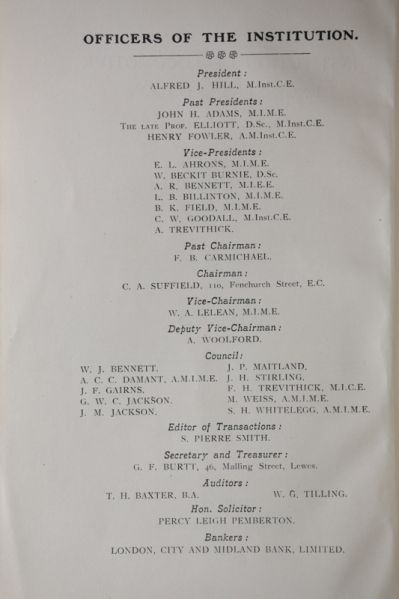 OFFICERS OF THE INSTITUTION.
President:
ALFRED J. HILL, M.Inst.C.E.
Past Presidents:
JOHN H. ADAMS, M.I.M.E.
THE LATE PROF. ELLIOTT, D.Sc., M.Inst.C.E.
HENRY FOWLER, A.M.Inst.C.E.
Vice-Presidents:
E. L. AHRONS, M.I.M.E.
W. BECKIT BURNIE, D.Sc.
A. R. BENNETT, M.I.E.E.
L. B. BILLINTON, M.I.M.E.
B. K. FIELD, M.I.M.E.
C. W. GOODALL, M.Inst.C.E.
A. TREVITHICK.
Past Chairman:
F. B. CARMICHAEL.
Chairman:
C. A. SUFFIELD, 110, Fenchurch Street, E.C.
Vice-Chairman:
W. A. LELEAN, M.I.M.E.
Deputy Vice-Chairman:
A. WOOLFORD.
Council:
W. J. BENNETT. J. P. MAITLAND.
A. C. C. DAMANT, A.M.I.M.E. J. H. STIRLING.
J. F. GAIRNS. F. H. TREVITHICK, M.I.C.E.
G. W. C. JACKSON. M. WEISS, A.M.I.M.E.
J. M. JACKSON. S. H. WHITELEGG, A.M.I.M.E.
Editor of Transactions:
S. PIERRE SMITH.
Secretary and Treasurer:
G. F. BURTT, 46, Malling Street, Lewes.
Auditors:
T. H. BAXTER, B.A. W. G. TILLING.
Hon. Solicitor:
PERCY LEIGH PEMBERTON.
Bankers:
LONDON, CITY AND MIDLAND BANK, LIMITED.